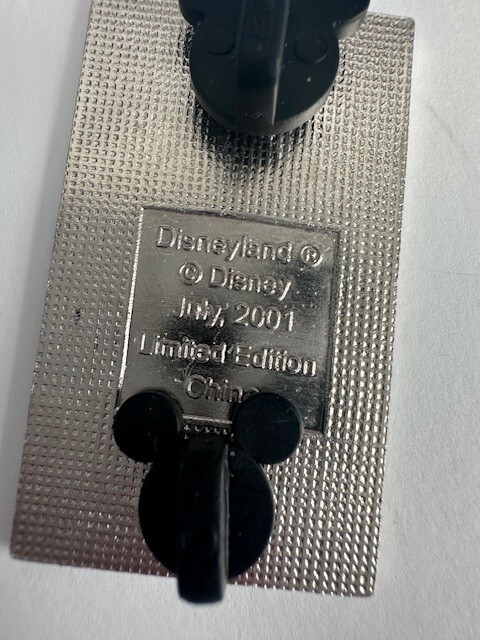 Disneyland ®
© Disney
July, 2001
Limited Edition
China